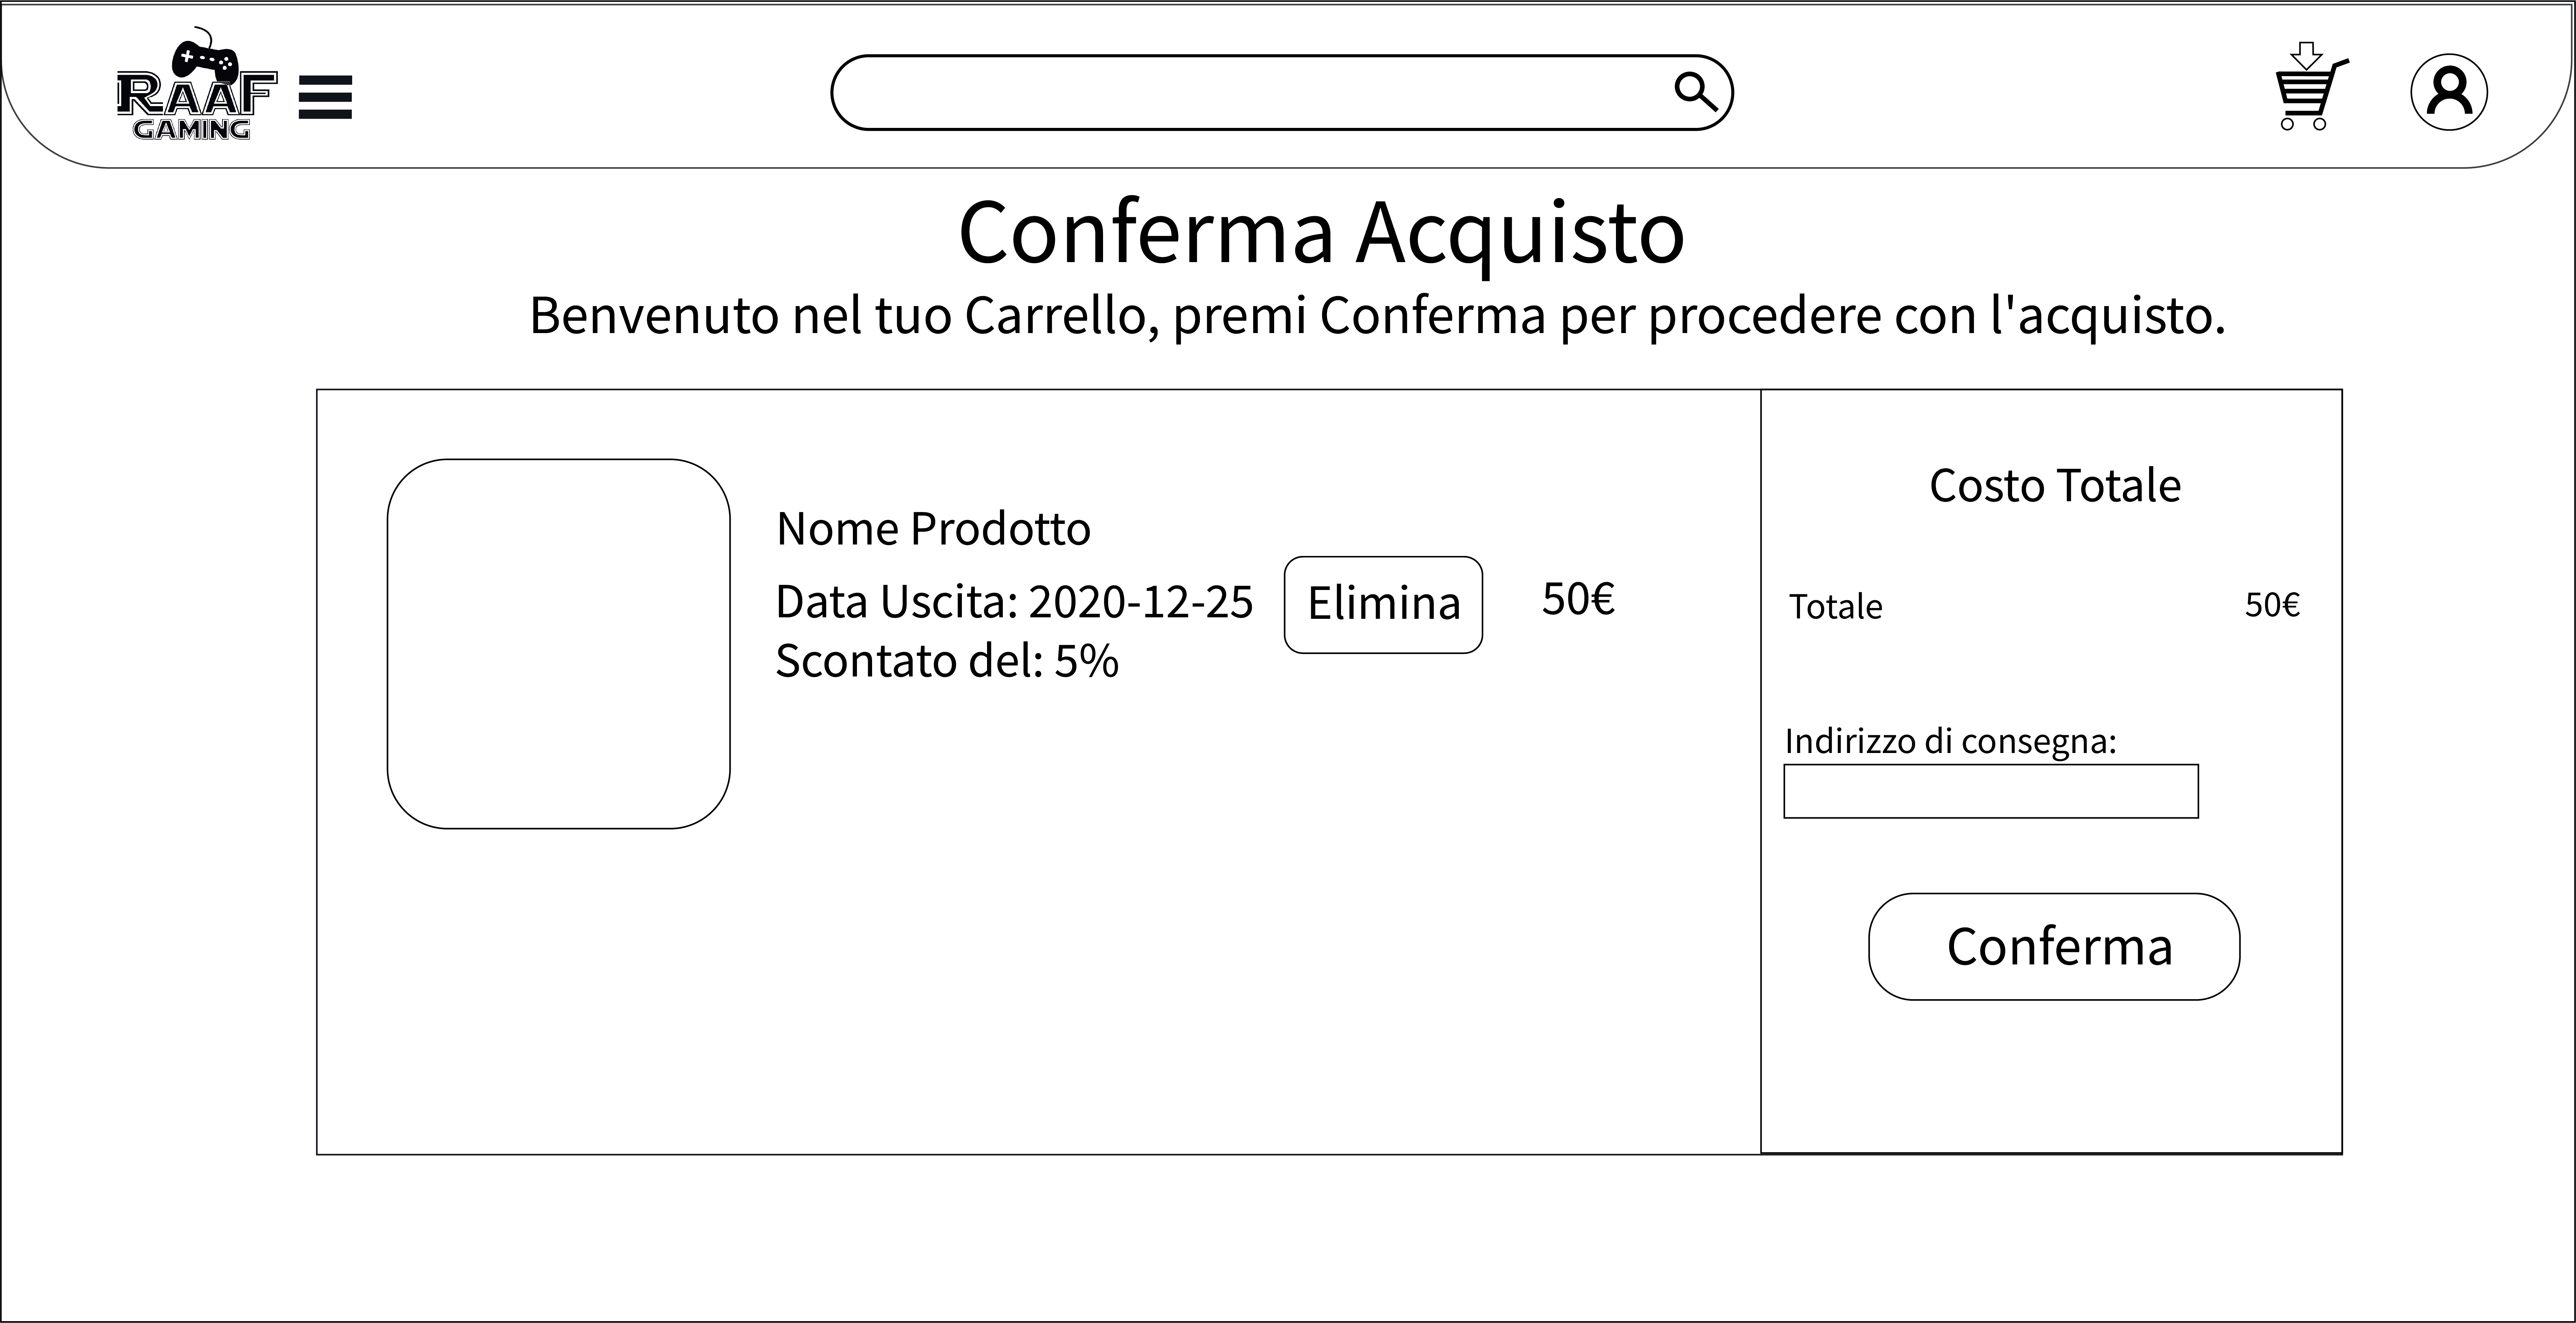 RAAF
GAMING
Conferma Acquisto
Benvenuto nel tuo Carrello, premi Conferma per procedere con l'acquisto.
Nome Prodotto
Data Uscita: 2020-12-25
Scontato del: 5%
Elimina
50€
Costo Totale
Totale 50€
Indirizzo di consegna:
Conferma